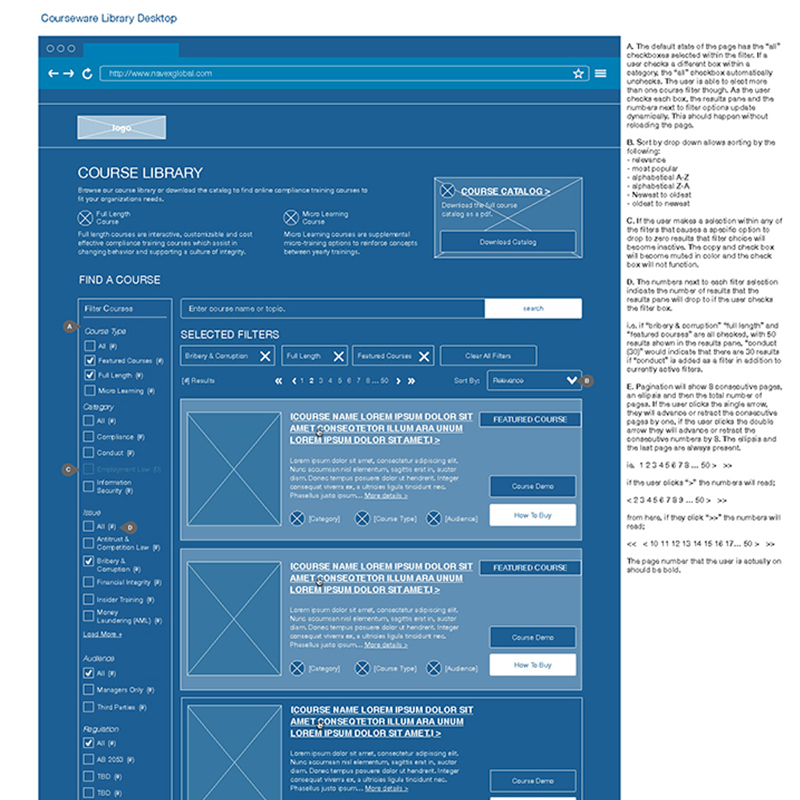 Courseware Library Desktop
http://www.navexglobal.com
logo
COURSE LIBRARY
Browse our course library or download the catalog to find online compliance training courses to
fit your organizations needs.
Full Length
Course
Full length courses are interactive, customizable and cost
effective compliance training courses which assist in
changing behavior and supporting a culture of integrity.
Micro Learning
Course
Micro Learning courses are supplemental
micro-training options to reinforce concepts
between yearly trainings.
COURSE CATALOG >
Download the full course
catalog as a pdf.
Download Catalog
FIND A COURSE
Filter Courses
A
Course Type
All (#)
Featured Courses (#)
Full Length (#)
Micro Learning (#)
Category
All (#)
Compliance (#)
Conduct (#)
C
Employment Law (0)
Information
Security (#)
Issue
All (#)
D
Antitrust &
Competition Law (#)
Bribery &
Corruption (#)
Financial Integrity (#)
Insider Training (#)
Money
Laundering (AML) (#)
Load More +
Audience
All (#)
Managers Only (#)
Third Parties (#)
Regulation
All (#)
AB 2053 (#)
TBD (#)
TBD (#)
Enter course name or topic.
search
SELECTED FILTERS
Bribery & Corruption
Full Length
Featured Courses
Clear All Filters
[#] Results
« < 1 2 3 4 5 6 7 8 ... 50 > »
Sort By:
Relevance
B
[COURSE NAME LOREM IPSUM DOLOR SIT
AMET CONSEQTETOR ILLUM ARA UNUM
LOREM IPSUM DOLOR SIT AMET.] >
FEATURED COURSE
Lorem ipsum dolor sit amet, consectetur adipiscing elit.
Nunc accumsan nisl elementum, sagittis erat in, auctor
diam. Donec ut mauris ut nulla tempus hendrerit. Integer
consequat viverra ex, a ultricies ligula tincidunt nec.
Phasellus justo ipsum... More details >
Course Demo
How To Buy
[Category]
[Course Type]
[Audience]
[COURSE NAME LOREM IPSUM DOLOR SIT
AMET CONSEQTETOR ILLUM ARA UNUM
LOREM IPSUM DOLOR SIT AMET.] >
FEATURED COURSE
Lorem ipsum dolor sit amet, consectetur adipiscing elit.
Nunc accumsan nisl elementum, sagittis erat in, auctor
diam. Donec ut mauris ut nulla tempus hendrerit. Integer
consequat viverra ex, a ultricies ligula tincidunt nec.
Phasellus justo ipsum... More details >
Course Demo
How To Buy
[Category]
[Course Type]
[Audience]
[COURSE NAME LOREM IPSUM DOLOR SIT
AMET CONSEQTETOR ILLUM ARA UNUM
LOREM IPSUM DOLOR SIT AMET.] >
Lorem ipsum dolor sit amet, consectetur adipiscing elit.
Nunc accumsan nisl elementum, sagittis erat in, auctor
diam. Donec ut mauris ut nulla tempus hendrerit. Integer
consequat viverra ex, a ultricies ligula tincidunt nec.
Phasellus justo ipsum... More details >
Course Demo
A. The default state of the page has the "all"
checkboxes selected within the filter. If a
user checks a different box within a
category, the "all" checkbox automatically
unchecks. The user is able to elect more
than one course filter though. As the user
checks each box, the results pane and the
numbers next to filter options update
dynamically. This should happen without
reloading the page.
B. Sort by drop down allows sorting by the
following:
- relevance
- most popular
- alphabetical A-Z
- alphabetical Z-A
- Newest to oldest
- oldest to newest
C. If the user makes a selection within any of
the filters that causes a specific option to
drop to zero results that filter choice will
become inactive. The copy and check box
will become muted in color and the check
box will not function.
D. The numbers next to each filter selection
indicate the number of results that the
results pane will drop to if the user checks
the filter box.
i.e. if "bribery & corruption" "full length" and
"featured courses" are all checked, with 50
results shown in the results pane, "conduct
(30)" would indicate that there are 30 results
if "conduct" is added as a filter in addition to
currently active filters.
E. Pagination will show 8 consecutive pages,
an elipsis and then the total number of
pages. If the user clicks the single arrow,
they will advance or retract the consecutive
pages by one, if the user clicks the double
arrow they will advance or retract the
consecutive numbers by 8. The elipsis and
the last page are always present.
ie. 1 2 3 4 5 6 7 8 ... 50 > >>
if the user clicks ">" the numbers will read;
< 2 3 4 5 6 7 8 9 ... 50 > >>
from here, if they click ">>" the numbers will
read;
<< < 10 11 12 13 14 15 16 17... 50 > >>
The page number that the user is actually on
should be bold.